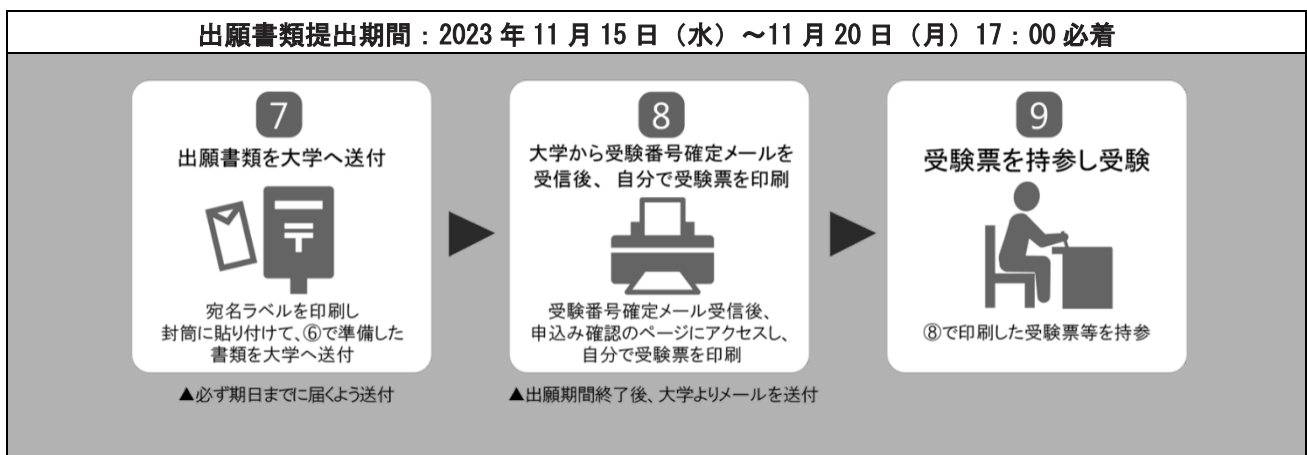 出願書類提出期間：2023年11月15日（水）～11月20日（月）17：00必着
7
出願書類を大学へ送付
宛名ラベルを印刷し
封筒に貼り付けて、⑥で準備した
書類を大学へ送付
▲必ず期日までに届くよう送付
8
大学から受験番号確定メールを
受信後、自分で受験票を印刷
受験番号確定メール受信後、
申込み確認のページにアクセスし、
自分で受験票を印刷
▲出願期間終了後、大学よりメールを送付
9
受験票を持参し受験
⑧で印刷した受験票等を持参